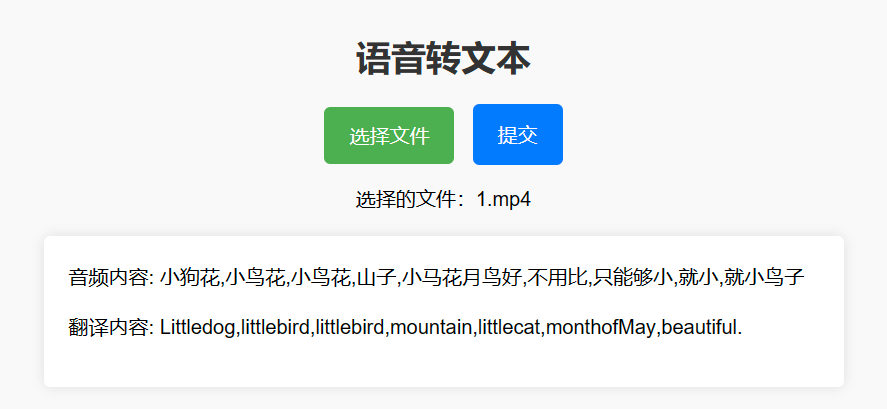 语音转文本
选择文件 提交
选择的文件：1.mp4
音频内容: 小狗花,小鸟花,小鸟花,山子,小马花月鸟好,不用比,只能够小,就小,就小鸟子
翻译内容: Littledog,littlebird,littlebird,mountain,littlecat,monthofMay,beautiful.